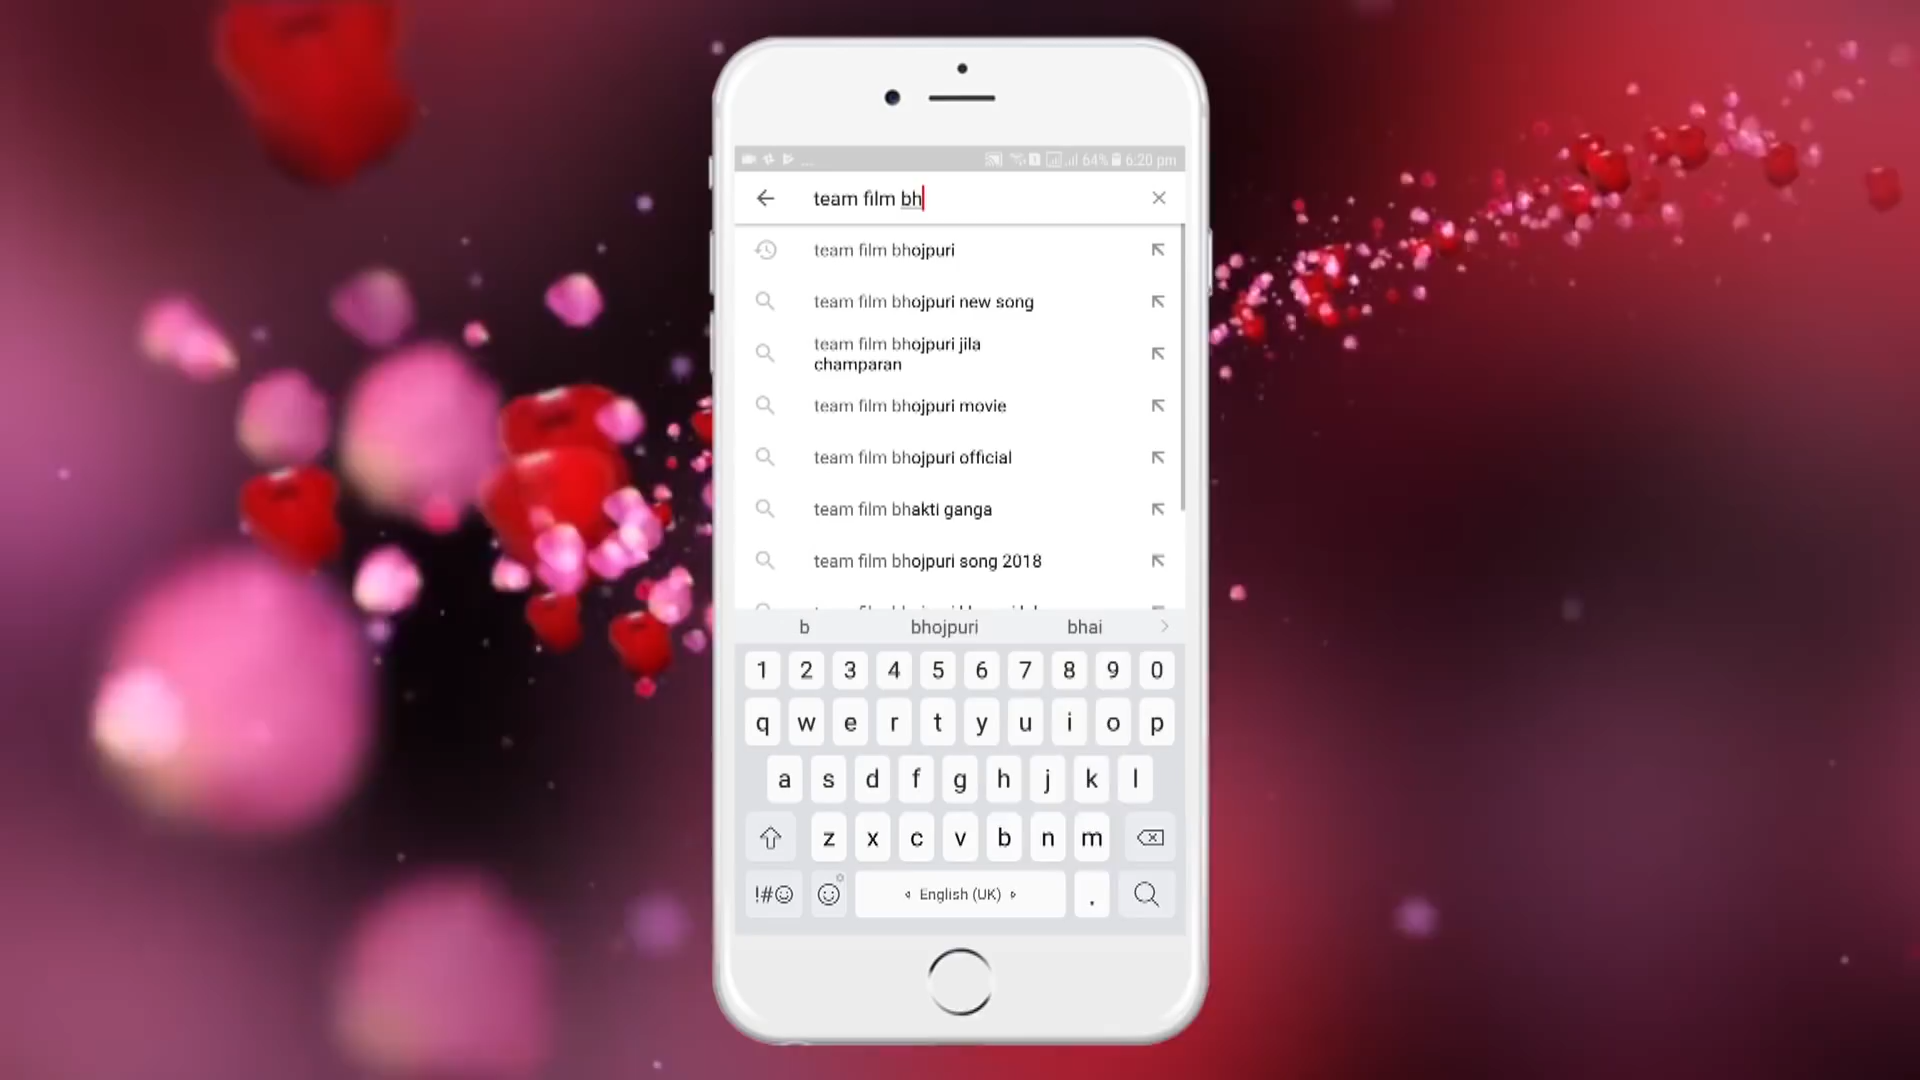 64% 6:20 pm
team film bh
team film bhojpuri
team film bhojpuri new song
team film bhojpuri jila
champaran
team film bhojpuri movie
team film bhojpuri official
team film bhakti ganga
team film bhojpuri song 2018
b bhojpuri bhai
1 2 3 4 5 6 7 8 9 0
q w e r t y u i o p
a s d f g h j k l
z x c v b n m
!# English (UK) .